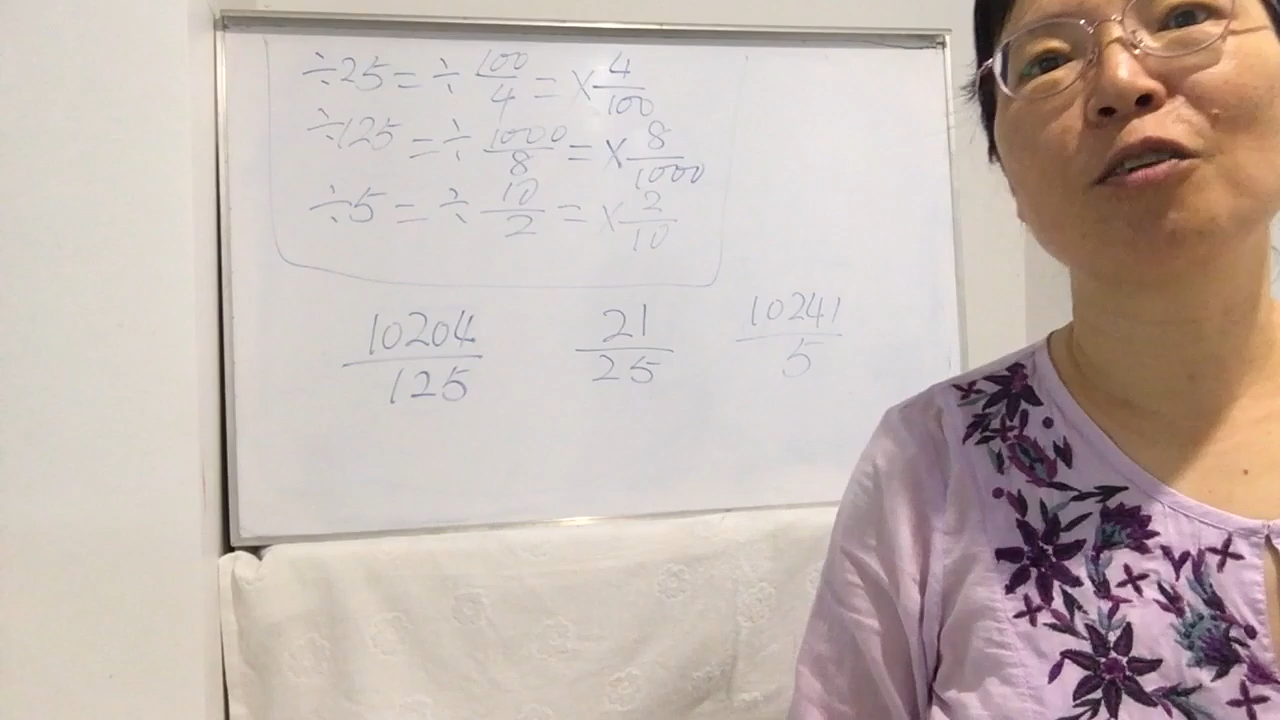 ÷25 = ÷ 100/4 = × 4/100
÷125 = ÷ 1000/8 = × 8/1000
÷5 = ÷ 10/2 = × 2/10
10204/125 21/25 10241/5